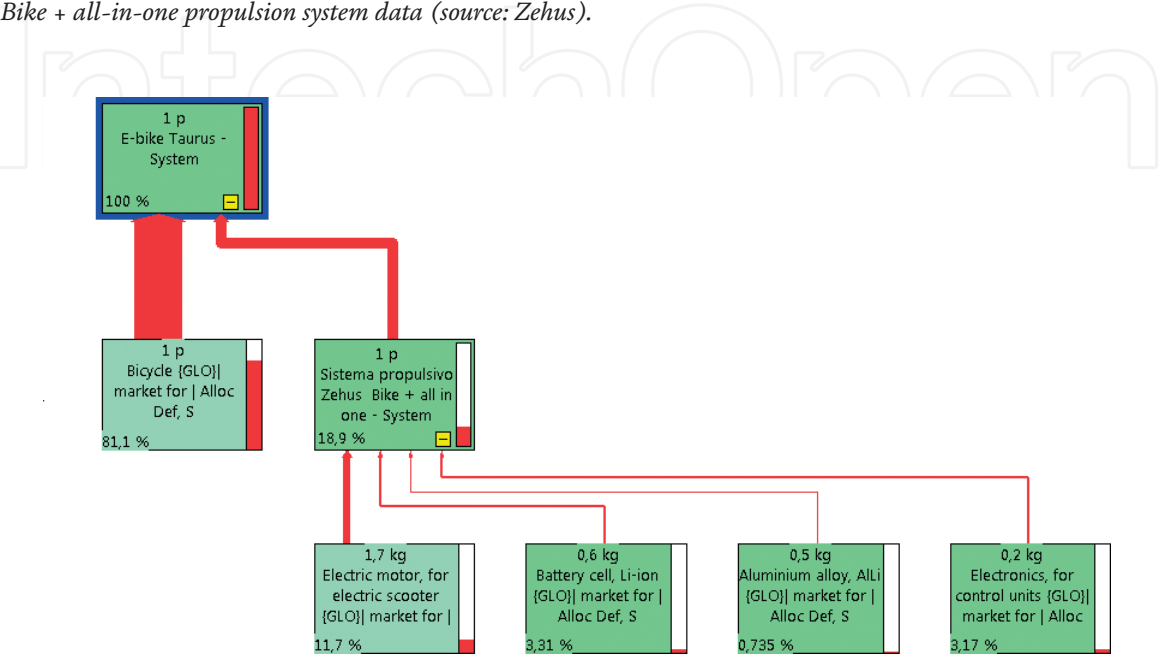 Bike + all-in-one propulsion system data (source: Zehus).
IntechOpen
1 p
E-bike Taurus -
System
100 %
1 p
Bicycle {GLO}|
market for | Alloc
Def, S
81,1 %
1 p
Sistema propulsivo
Zehus Bike + all in
one - System
18,9 %
1,7 kg
Electric motor, for
electric scooter
{GLO}| market for |
11,7 %
0,6 kg
Battery cell, Li-ion
{GLO}| market for |
Alloc Def, S
3,31 %
0,5 kg
Aluminium alloy, AlLi
{GLO}| market for |
Alloc Def, S
0,735 %
0,2 kg
Electronics, for
control units {GLO}|
market for | Alloc
3,17 %